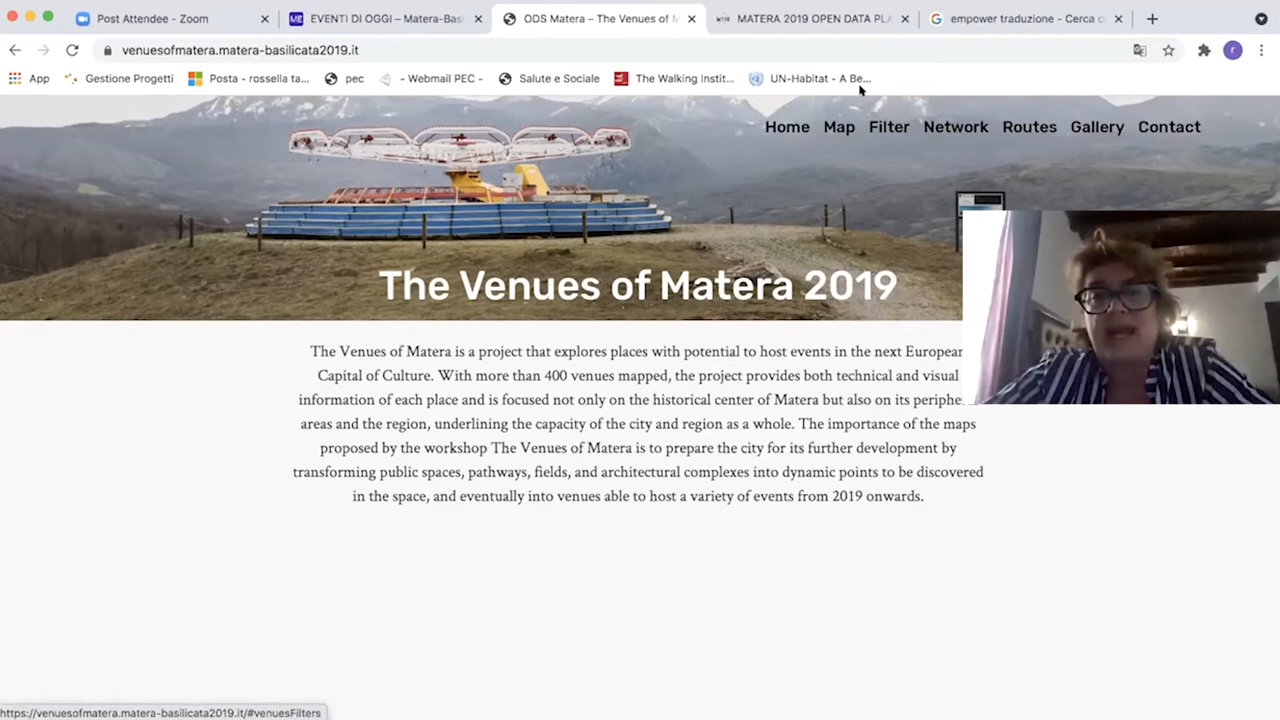 Post Attendee - Zoom
EVENTI DI OGGI – Matera-Bas
ODS Matera – The Venues of M
MATERA 2019 OPEN DATA PLA
empower traduzione - Cerca c
venuesofmatera.matera-basilicata2019.it
App
Gestione Progetti
Posta - rossella ta...
pec
- Webmail PEC -
Salute e Sociale
The Walking Instit...
UN-Habitat - A Be...
Home Map Filter Network Routes Gallery Contact
The Venues of Matera 2019
The Venues of Matera is a project that explores places with potential to host events in the next European
Capital of Culture. With more than 400 venues mapped, the project provides both technical and visual
information of each place and is focused not only on the historical center of Matera but also on its
areas and the region, underlining the capacity of the city and region as a whole. The importance of the maps
proposed by the workshop The Venues of Matera is to prepare the city for its further development by
transforming public spaces, pathways, fields, and architectural complexes into dynamic points to be discovered
in the space, and eventually into venues able to host a variety of events from 2019 onwards.
https://venuesofmatera.matera-basilicata2019.it/#venuesFilters